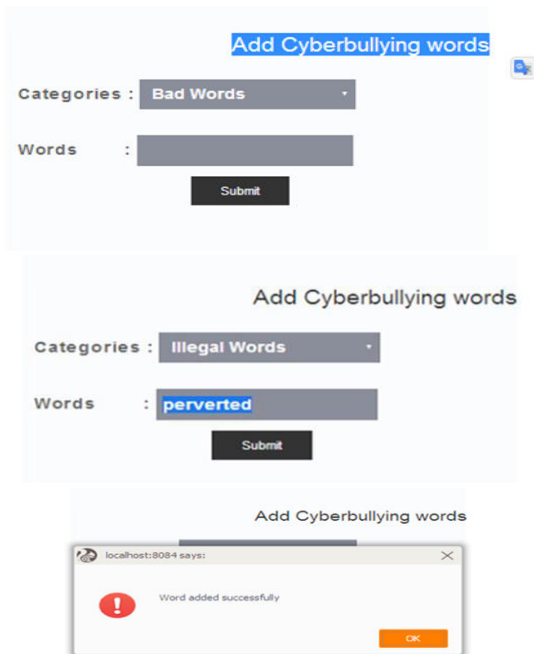 Add Cyberbullying words
Categories : Bad Words
Words :
Submit
Add Cyberbullying words
Categories : Illegal Words
Words : perverted
Submit
Add Cyberbullying words
localhost:8084 says:
Word added successfully
OK